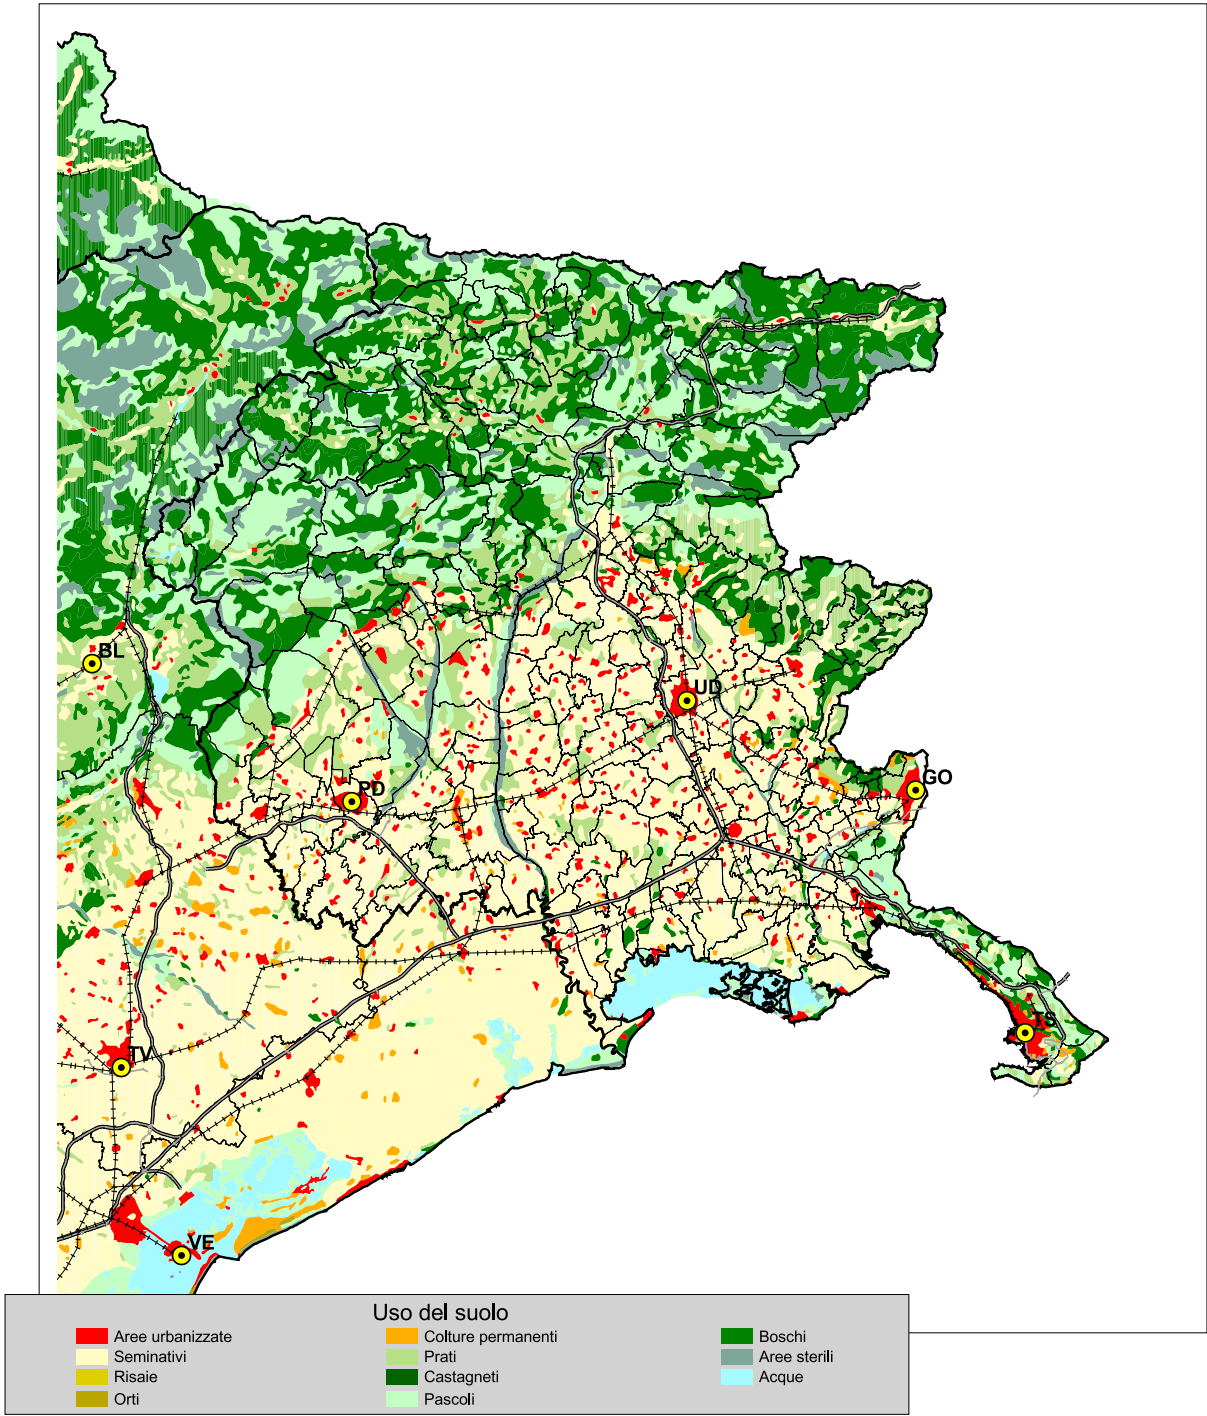 BL
UD
PD
GO
TV
TS
VE
Uso del suolo
Aree urbanizzate
Colture permanenti
Boschi
Seminativi
Prati
Aree sterili
Risaie
Castagneti
Acque
Orti
Pascoli